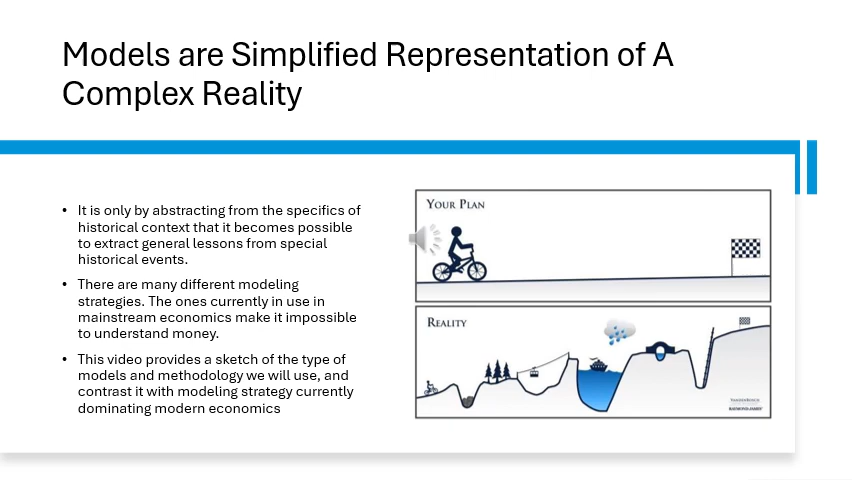 Models are Simplified Representation of A
Complex Reality
• It is only by abstracting from the specifics of
historical context that it becomes possible
to extract general lessons from special
historical events.
• There are many different modeling
strategies. The ones currently in use in
mainstream economics make it impossible
to understand money.
• This video provides a sketch of the type of
models and methodology we will use, and
contrast it with modeling strategy currently
dominating modern economics
YOUR PLAN
REALITY